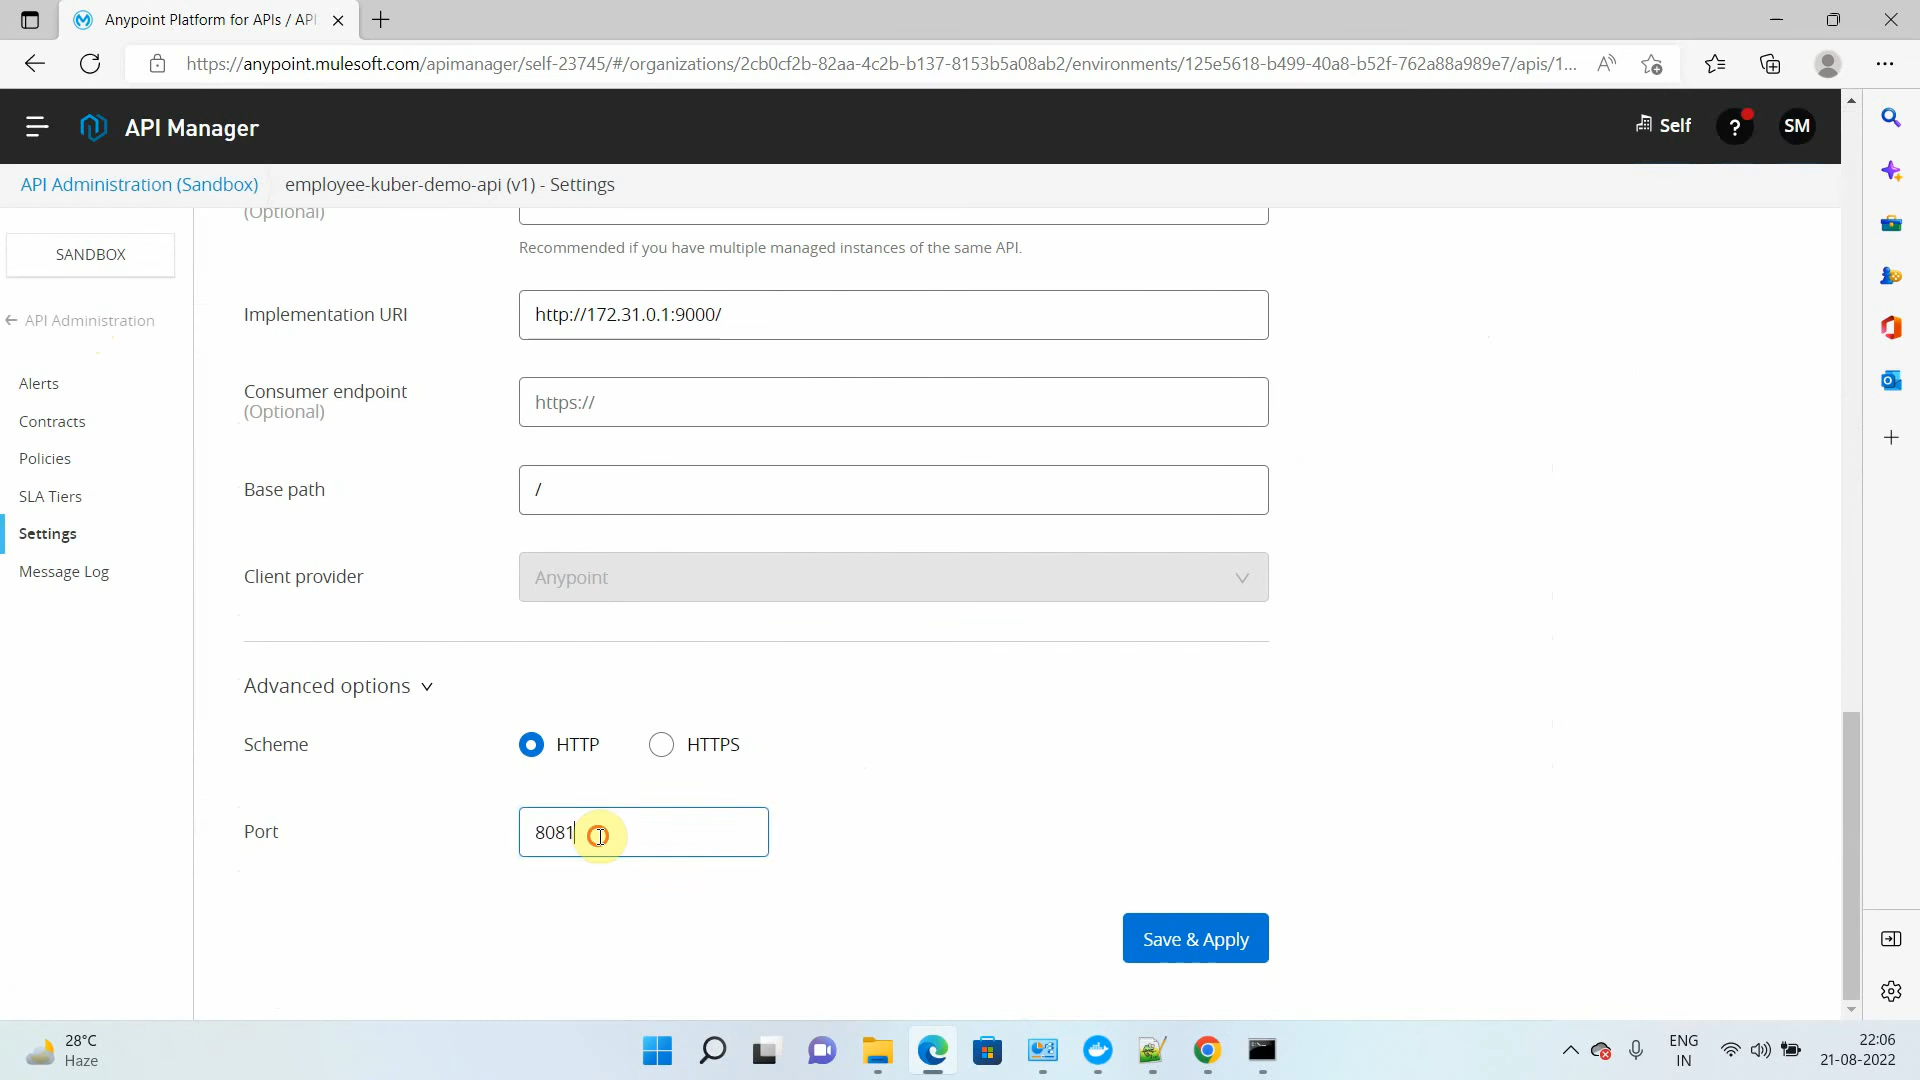 Anypoint Platform for APIs / API
https://anypoint.mulesoft.com/apimanager/self-23745/#/organizations/2cb0cf2b-82aa-4c2b-b137-8153b5a08ab2/environments/125e5618-b499-40a8-b52f-762a88a989e7/apis/1...
API Manager
Self
?
SM
API Administration (Sandbox)
employee-kuber-demo-api (v1) - Settings
SANDBOX
API Administration
Alerts
Contracts
Policies
SLA Tiers
Settings
Message Log
(Optional)
Recommended if you have multiple managed instances of the same API.
Implementation URI
http://172.31.0.1:9000/
Consumer endpoint
(Optional)
https://
Base path
/
Client provider
Anypoint
Advanced options
Scheme
HTTP
HTTPS
Port
8081
Save & Apply
28°C
Haze
ENG
IN
22:06
21-08-2022